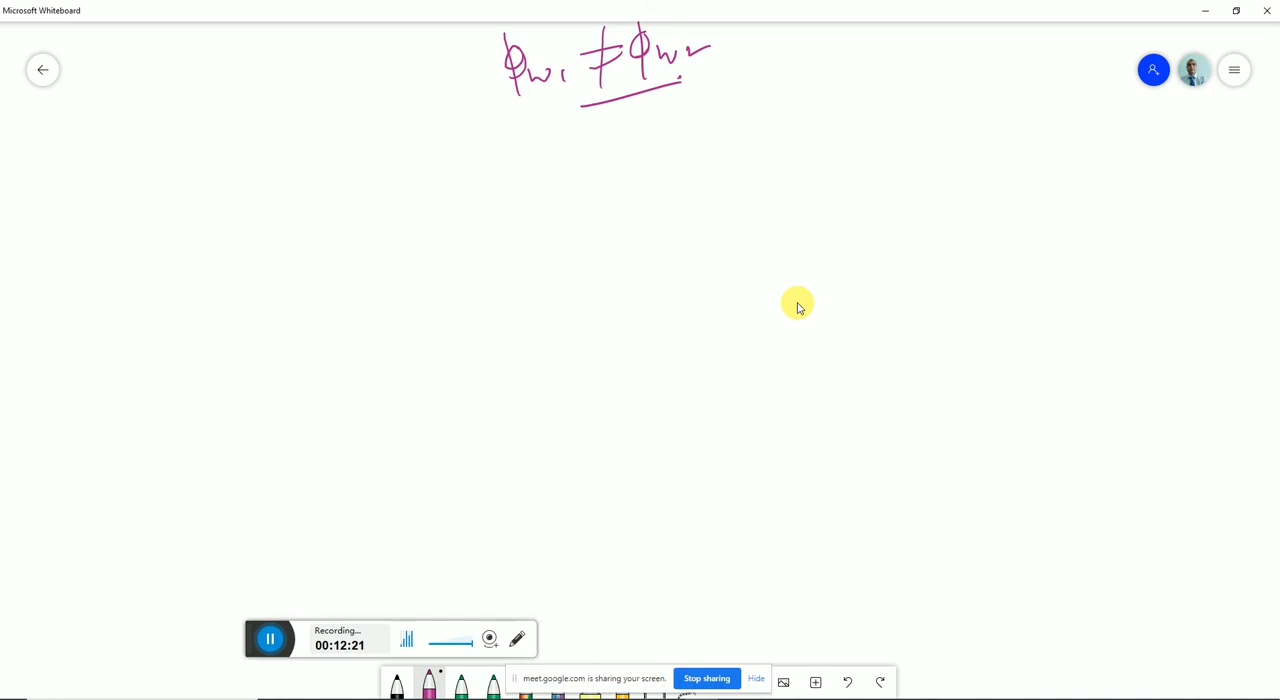 Microsoft Whiteboard
ϕw₁ ≠ ϕw₂
Recording...
00:12:21
meet.google.com is sharing your screen.
Stop sharing
Hide